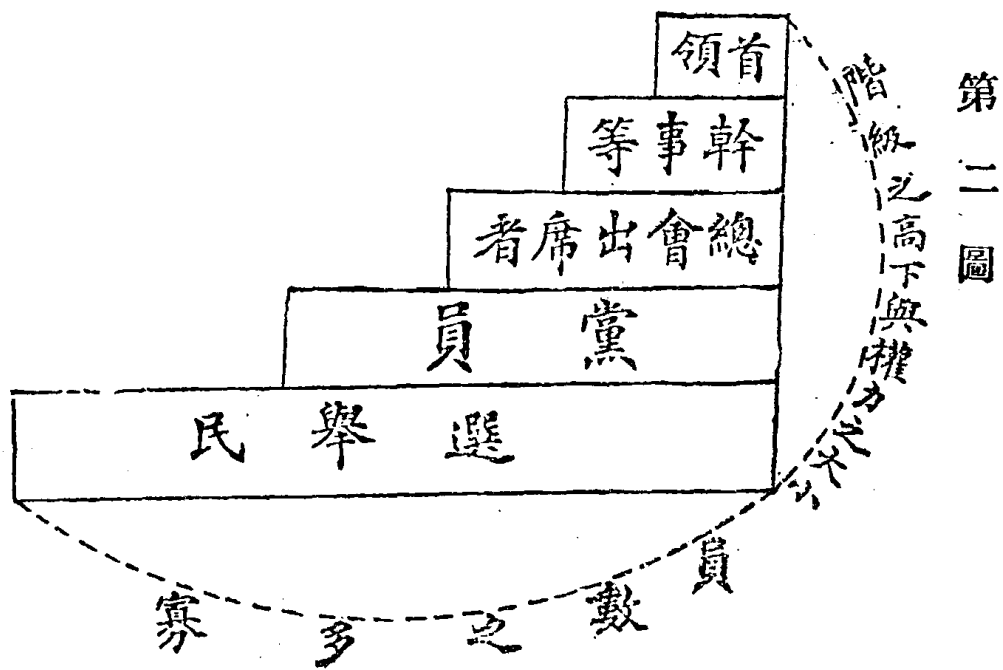 第二圖
階級之高下與權力之大小
首領
幹事等
總會出席者
黨員
選舉民
員數之多寡